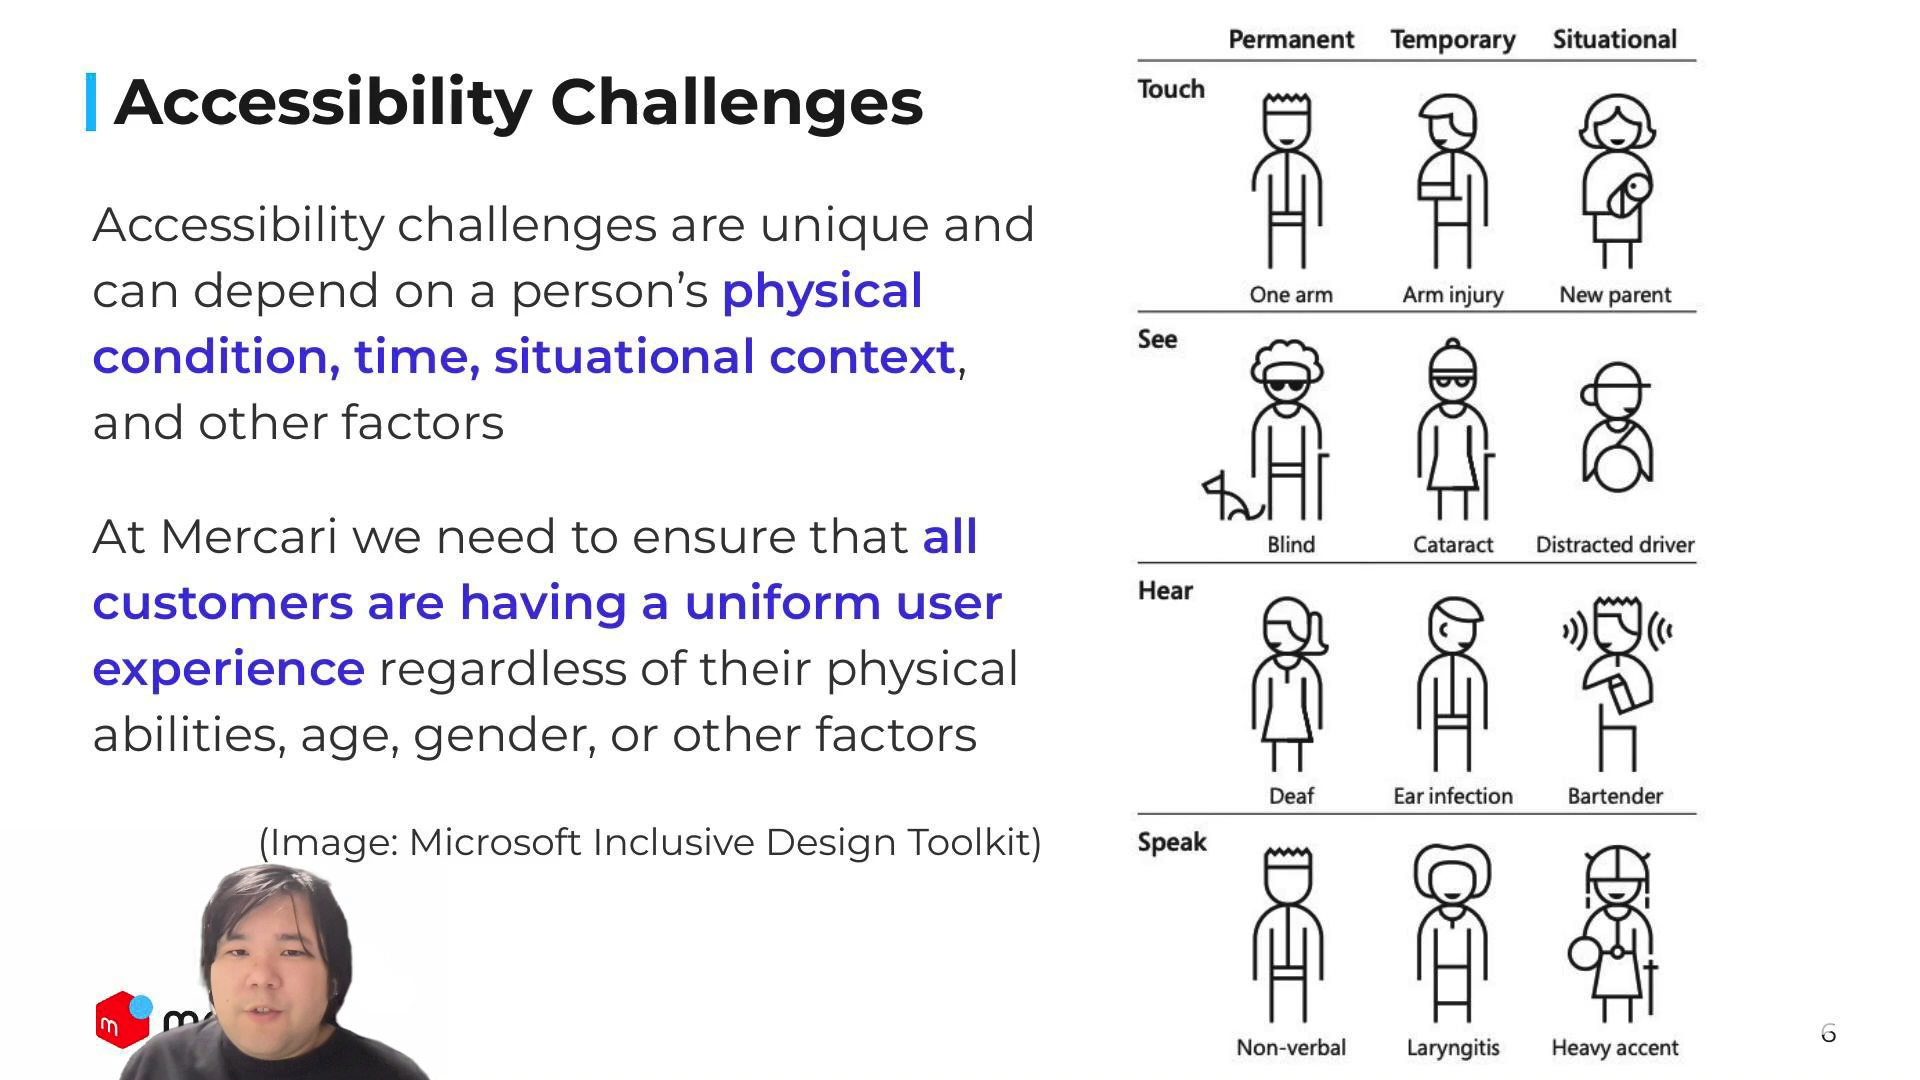 Accessibility Challenges
Accessibility challenges are unique and
can depend on a person’s physical
condition, time, situational context,
and other factors
At Mercari we need to ensure that all
customers are having a uniform user
experience regardless of their physical
abilities, age, gender, or other factors
(Image: Microsoft Inclusive Design Toolkit)
Permanent Temporary Situational
Touch
One arm Arm injury New parent
See
Blind Cataract Distracted driver
Hear
Deaf Ear infection Bartender
Speak
Non-verbal Laryngitis Heavy accent
m
6